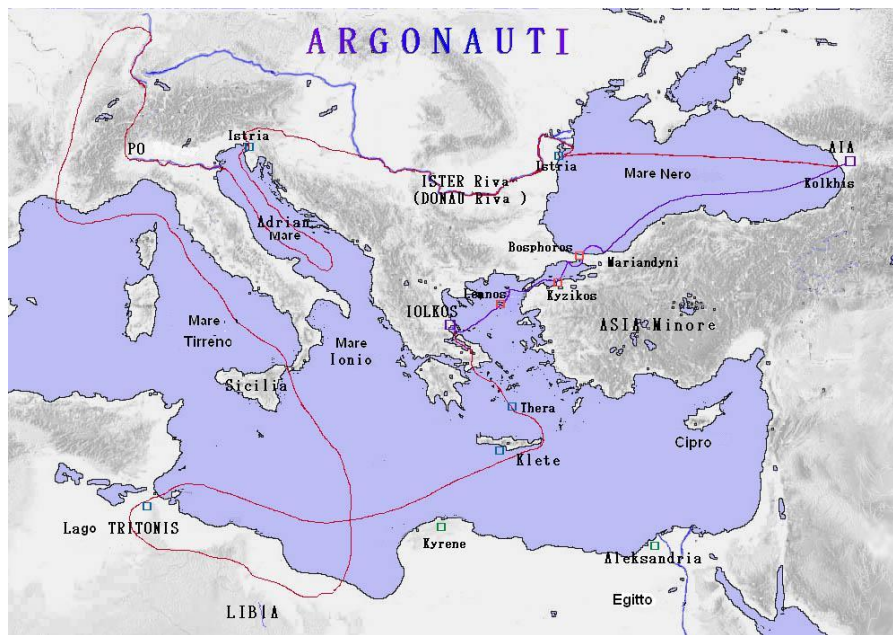 ARGONAUTI
PO
Istria
Istria
AIA
Mare Nero
Kolkhis
ISTER Riva
(DONAU Riva )
Adrian
Mare
Bosphoros
Mariandyni
Lemnos
Kyzikos
IOLKOS
ASIA Minore
Mare
Tirreno
Mare
Ionio
Sicilia
Thera
Cipro
Klete
Lago TRITONIS
Kyrene
Aleksandria
LIBIA
Egitto